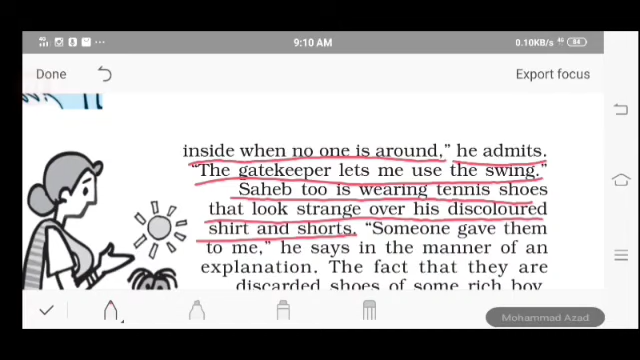 9:10 AM
0.10KB/s
Done
Export focus
inside when no one is around," he admits.
"The gatekeeper lets me use the swing."
Saheb too is wearing tennis shoes
that look strange over his discoloured
shirt and shorts. "Someone gave them
to me," he says in the manner of an
explanation. The fact that they are
discarded shoes of some rich boy,
Mohammad Azad